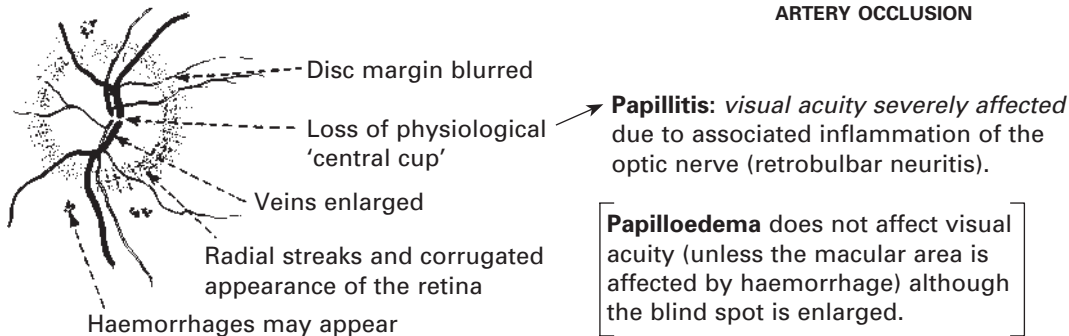 ARTERY OCCLUSION
Disc margin blurred
Loss of physiological
‘central cup’
Veins enlarged
Radial streaks and corrugated
appearance of the retina
Haemorrhages may appear
Papillitis: visual acuity severely affected
due to associated inflammation of the
optic nerve (retrobulbar neuritis).
Papilloedema does not affect visual
acuity (unless the macular area is
affected by haemorrhage) although
the blind spot is enlarged.